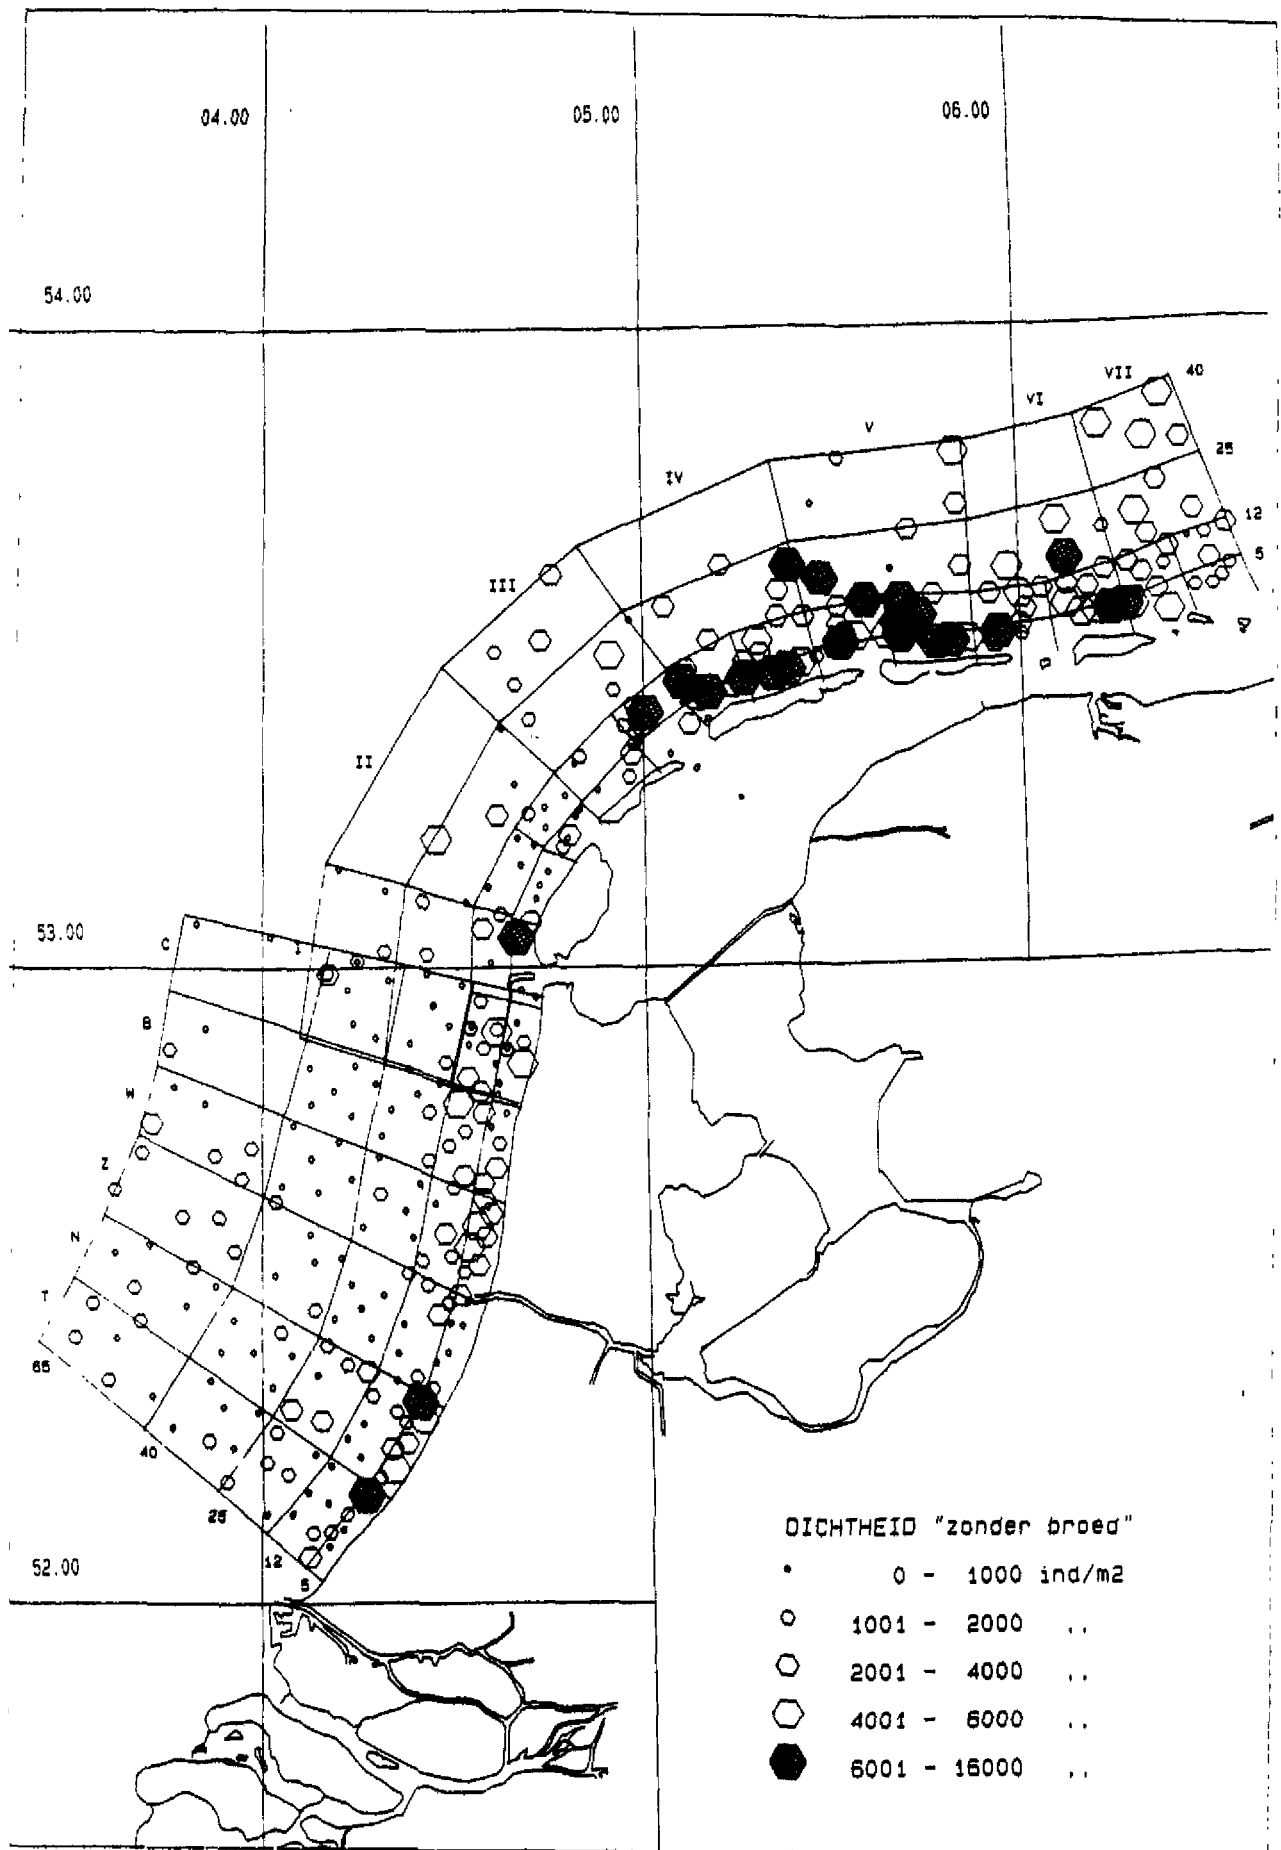 04.00
05.00
06.00
54.00
VII
40
VI
V
25
IV
12
5
III
II
53.00
C
I
B
W
Z
N
T
65
40
25
12
5
52.00
DICHTHEID "zonder broed"
0 - 1000 ind/m2
1001 - 2000 ,,
2001 - 4000 ,,
4001 - 6000 ,,
6001 - 16000 ,,